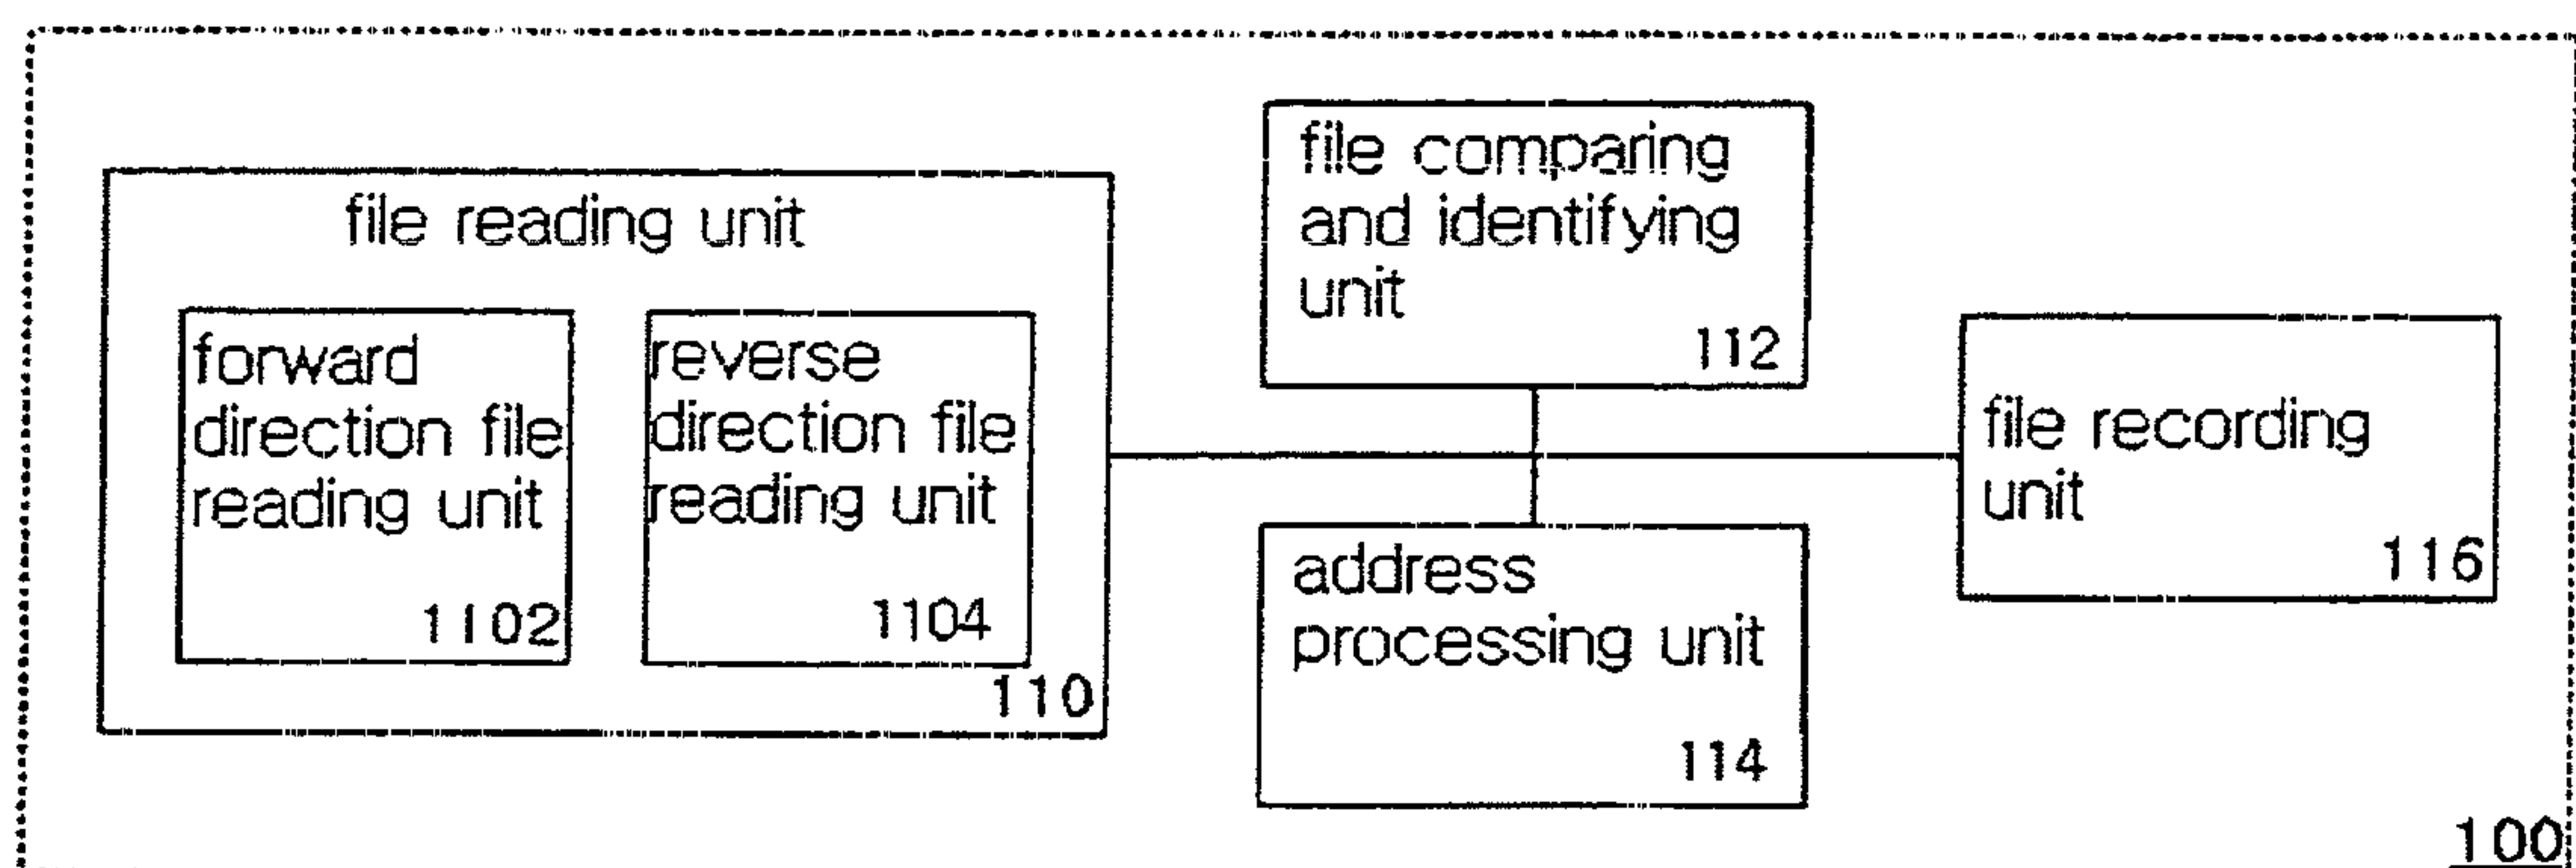 file reading unit
forward
direction file
reading unit
1102
reverse
direction file
reading unit
1104
110
file comparing
and identifying
unit
112
address
processing unit
114
file recording
unit
116
100